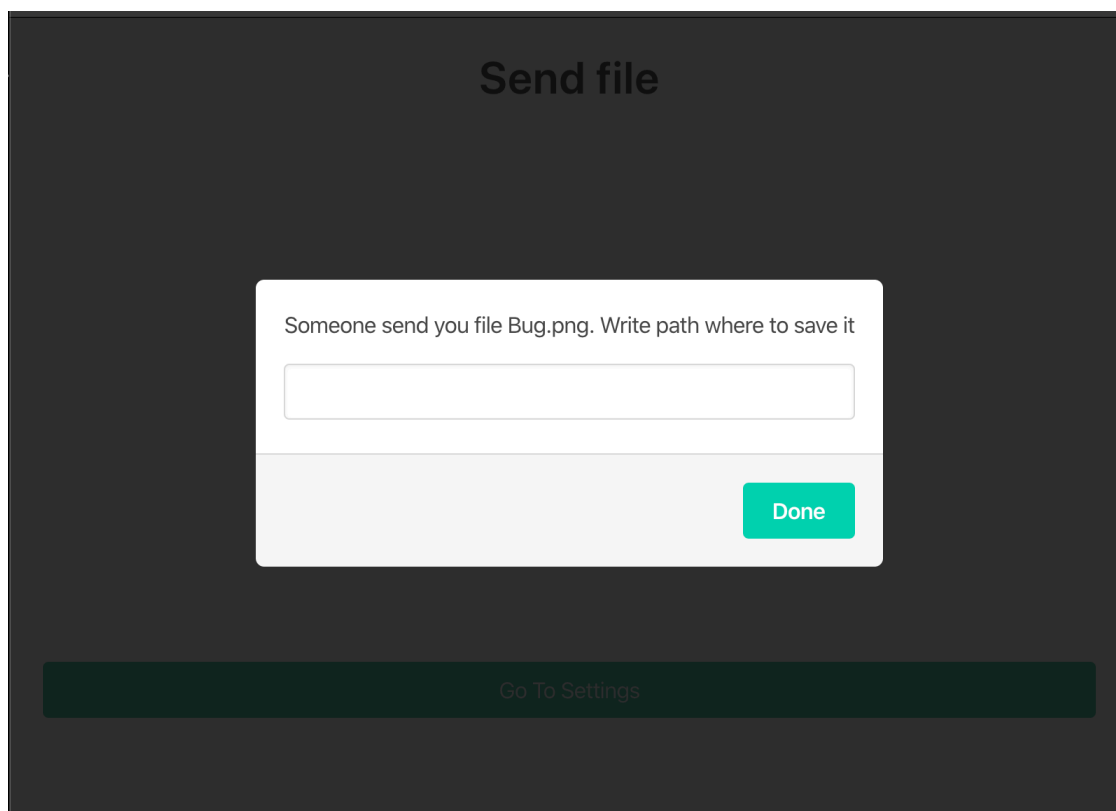 Send file
Someone send you file Bug.png. Write path where to save it
Done
Go To Settings